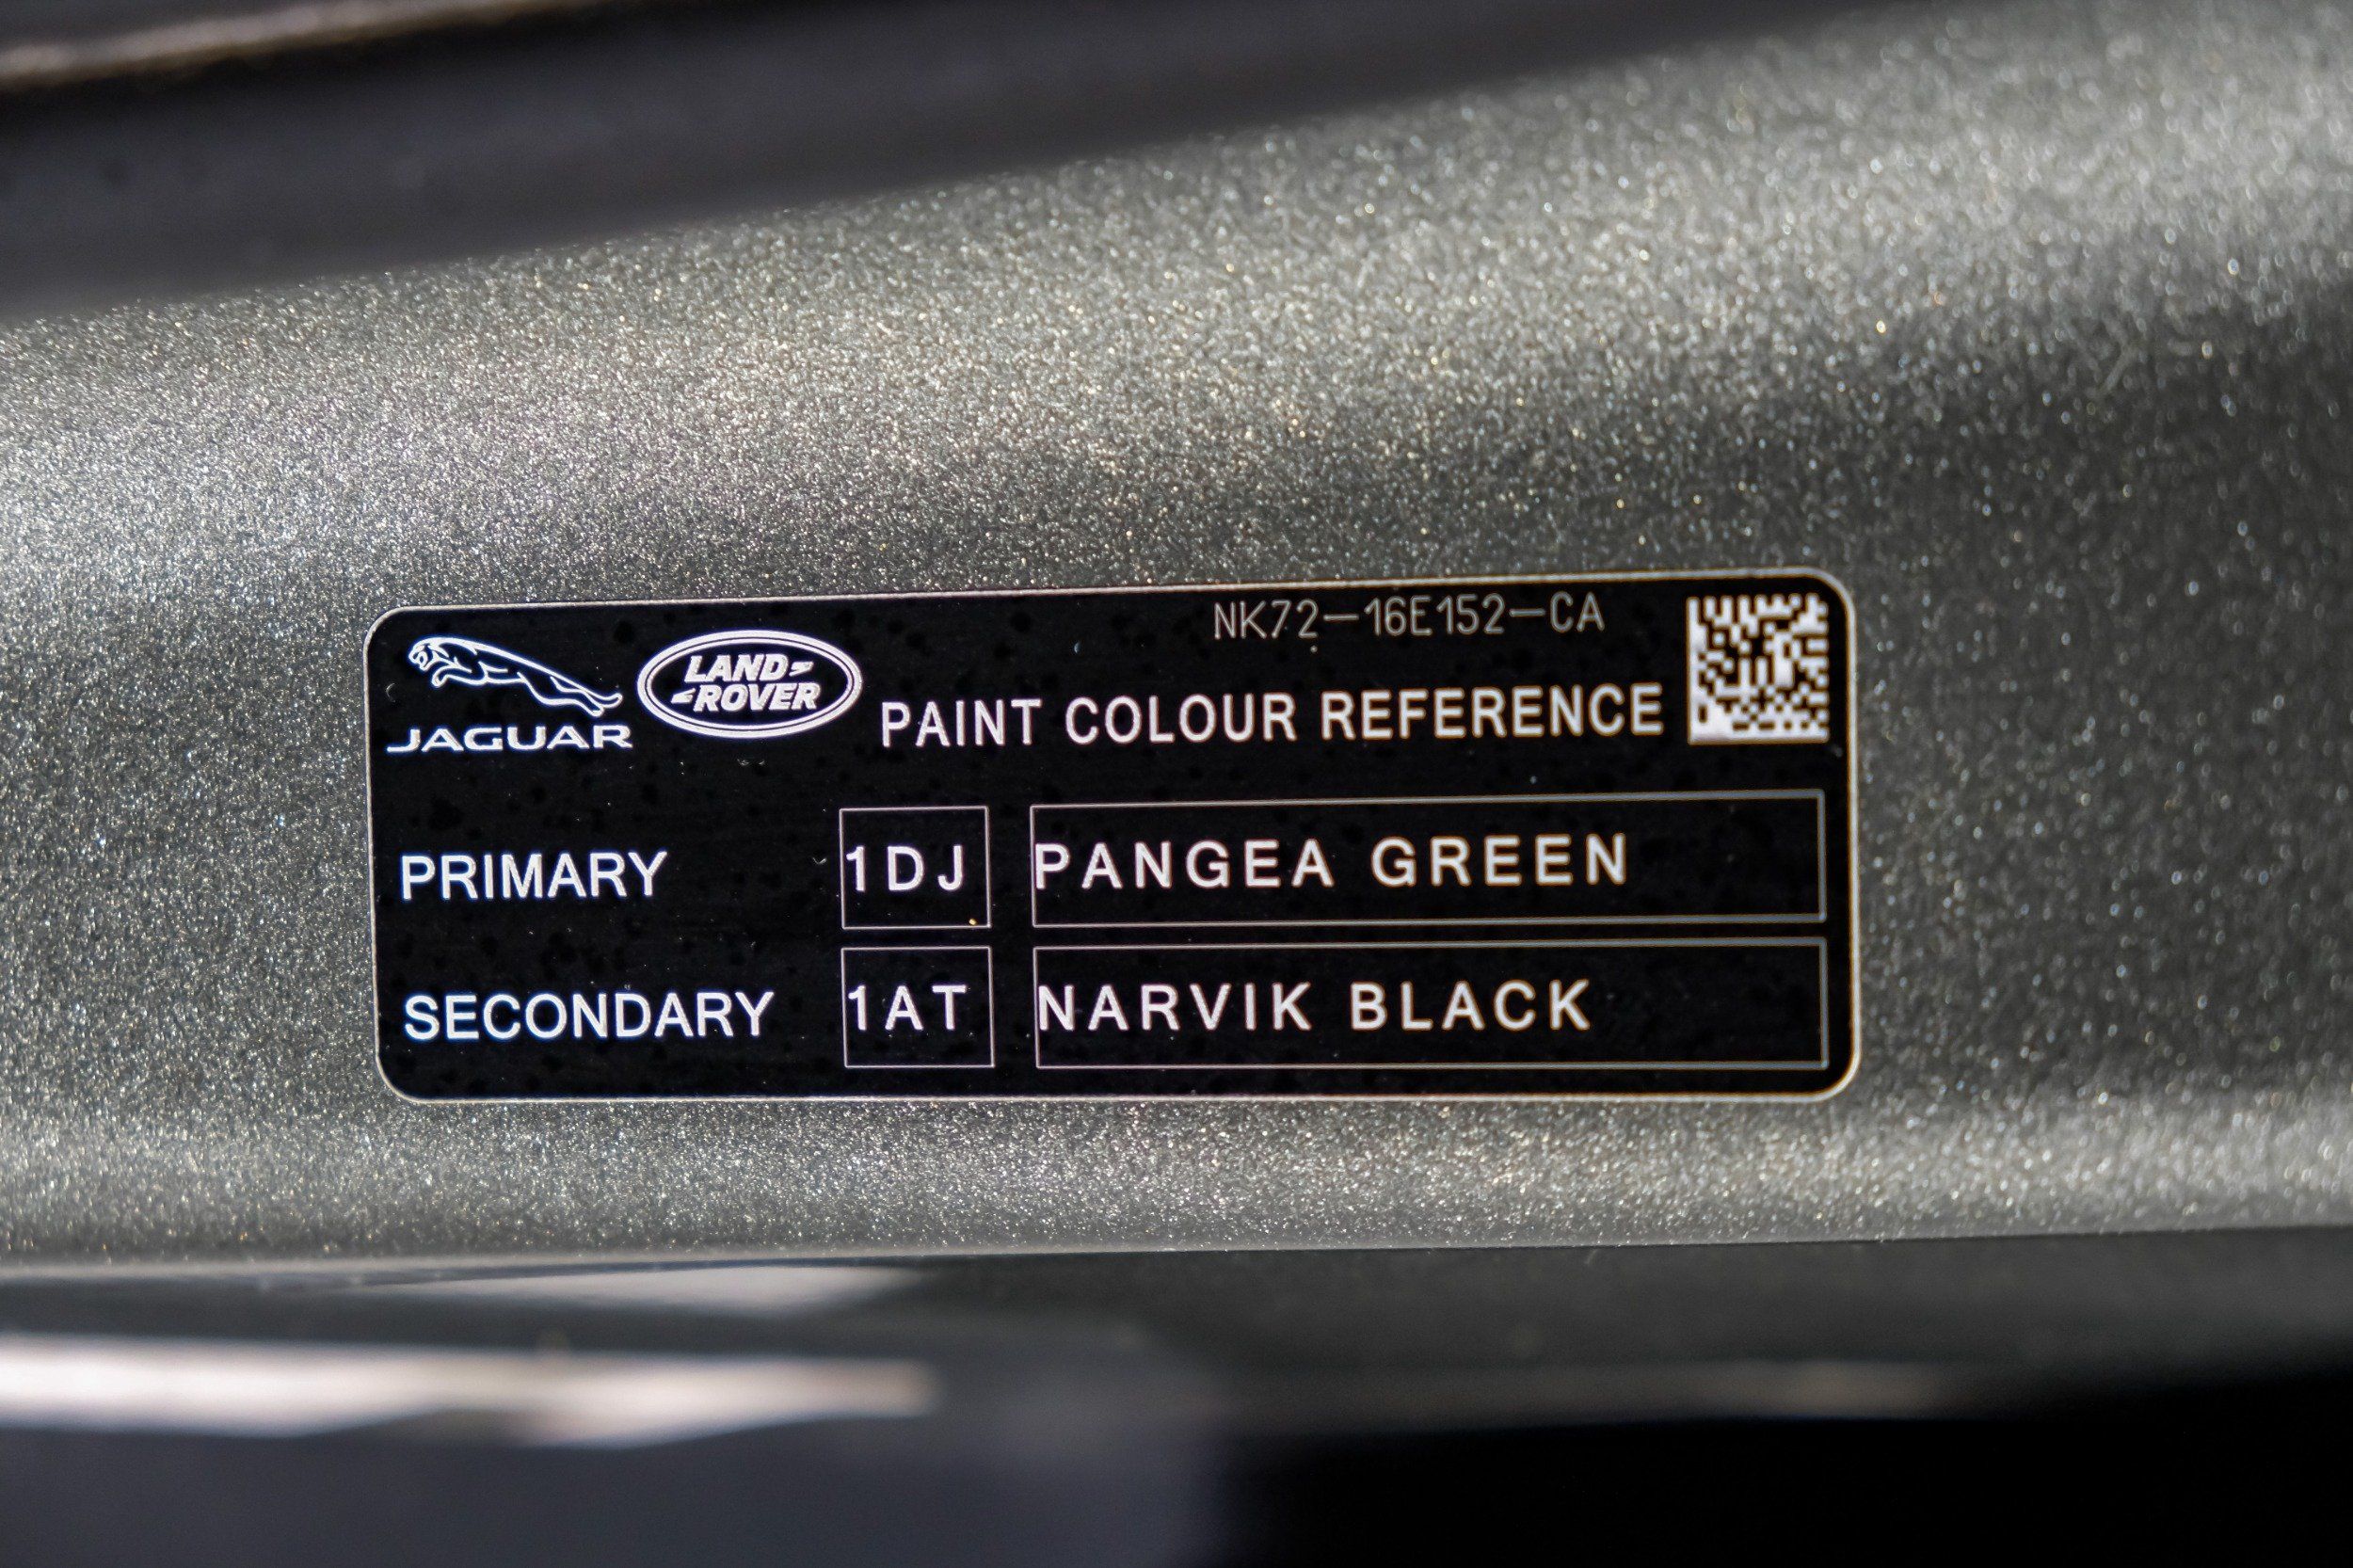 NK72-16E152-CA
JAGUAR
LAND
ROVER
PAINT COLOUR REFERENCE
PRIMARY 1DJ PANGEA GREEN
SECONDARY 1AT NARVIK BLACK